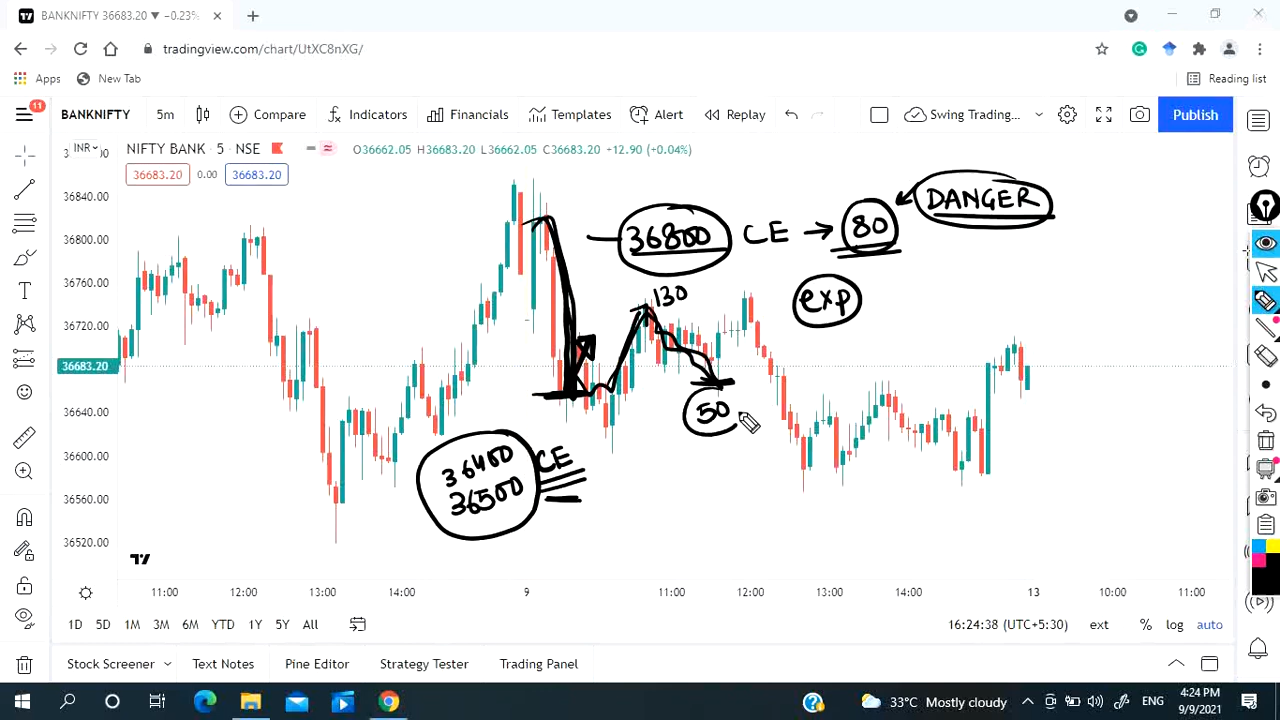 BANKNIFTY 36683.20 ▼ −0.23%
tradingview.com/chart/UtXC8nXG/
Apps
New Tab
Reading list
11
BANKNIFTY
5m
Compare
Indicators
Financials
Templates
Alert
Replay
Swing Trading...
Publish
INR
NIFTY BANK · 5 · NSE
O36662.05 H36683.20 L36662.05 C36683.20 +12.90 (+0.04%)
36683.20
0.00
36683.20
36840.00
36800.00
36760.00
36720.00
36683.20
36640.00
36600.00
36560.00
36520.00
DANGER
36800 CE → 80
exp
130
50
36400
36500
CE
11:00
12:00
13:00
14:00
9
11:00
12:00
13:00
14:00
13
10:00
11:00
1D
5D
1M
3M
6M
YTD
1Y
5Y
All
16:24:38 (UTC+5:30)
ext
%
log
auto
Stock Screener
Text Notes
Pine Editor
Strategy Tester
Trading Panel
33°C Mostly cloudy
ENG
4:24 PM
9/9/2021